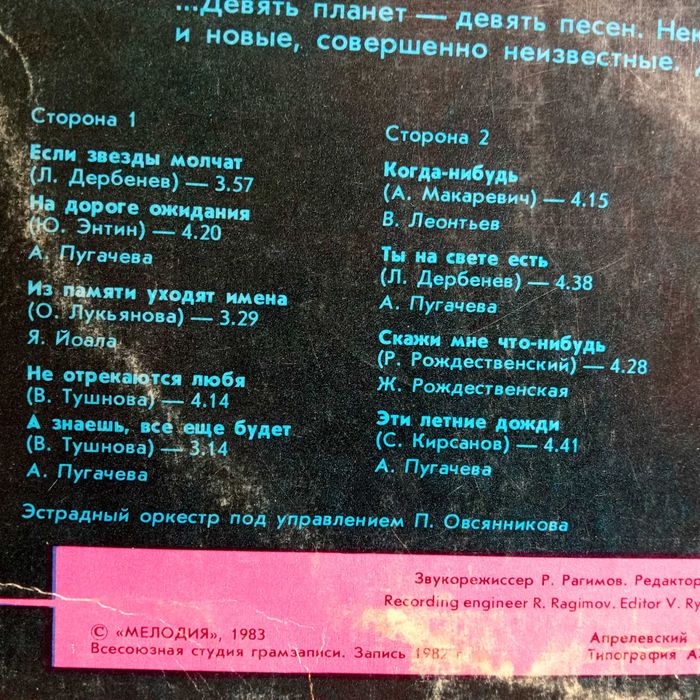 ...Девять планет — девять песен. Нек
и новые, совершенно неизвестные.
Сторона 1
Если звезды молчат
(Л. Дербенев) — 3.57
На дороге ожидания
(Ю. Энтин) — 4.20
А. Пугачева
Из памяти уходят имена
(О. Лукьянова) — 3.29
Я. Йоала
Не отрекаются любя
(В. Тушнова) — 4.14
А знаешь, все еще будет
(В. Тушнова) — 3.14
А. Пугачева
Сторона 2
Когда-нибудь
(А. Макаревич) — 4.15
В. Леонтьев
Ты на свете есть
(Л. Дербенев) — 4.38
А. Пугачева
Скажи мне что-нибудь
(Р. Рождественский) — 4.28
Ж. Рождественская
Эти летние дожди
(С. Кирсанов) — 4.41
А. Пугачева
Эстрадный оркестр под управлением П. Овсянникова
Звукорежиссер Р. Рагимов. Редактор
Recording engineer R. Ragimov. Editor V. Ry
© «МЕЛОДИЯ», 1983
Всесоюзная студия грамзаписи. Запись 1982 г
Апрелевский
Типография А